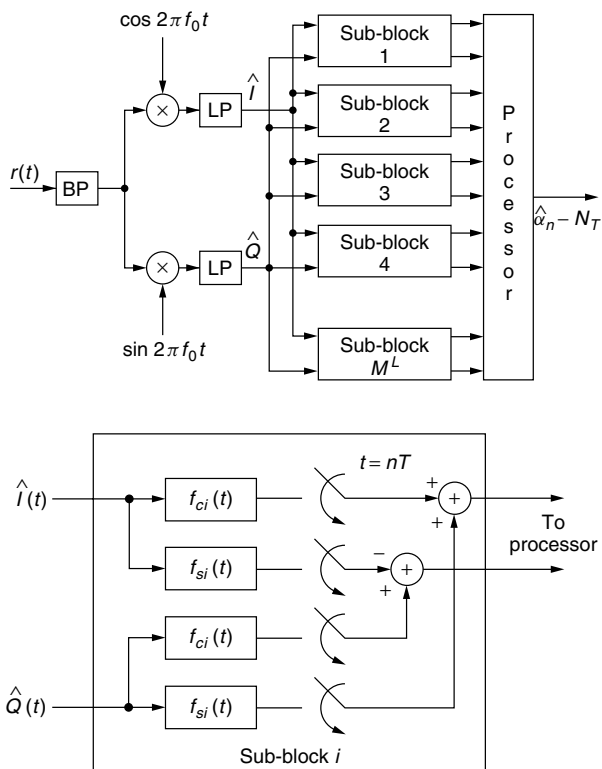 cos 2πf₀t
Î
LP
×
r(t)
BP
Q̂
LP
×
sin 2πf₀t
Sub-block
1
Sub-block
2
Sub-block
3
Sub-block
4
Sub-block
M^L
Processor
α̂ₙ – N_T
Î(t)
Q̂(t)
f_ci(t)
f_si(t)
f_ci(t)
f_si(t)
t = nT
+
+
+
–
+
+
To
processor
Sub-block i